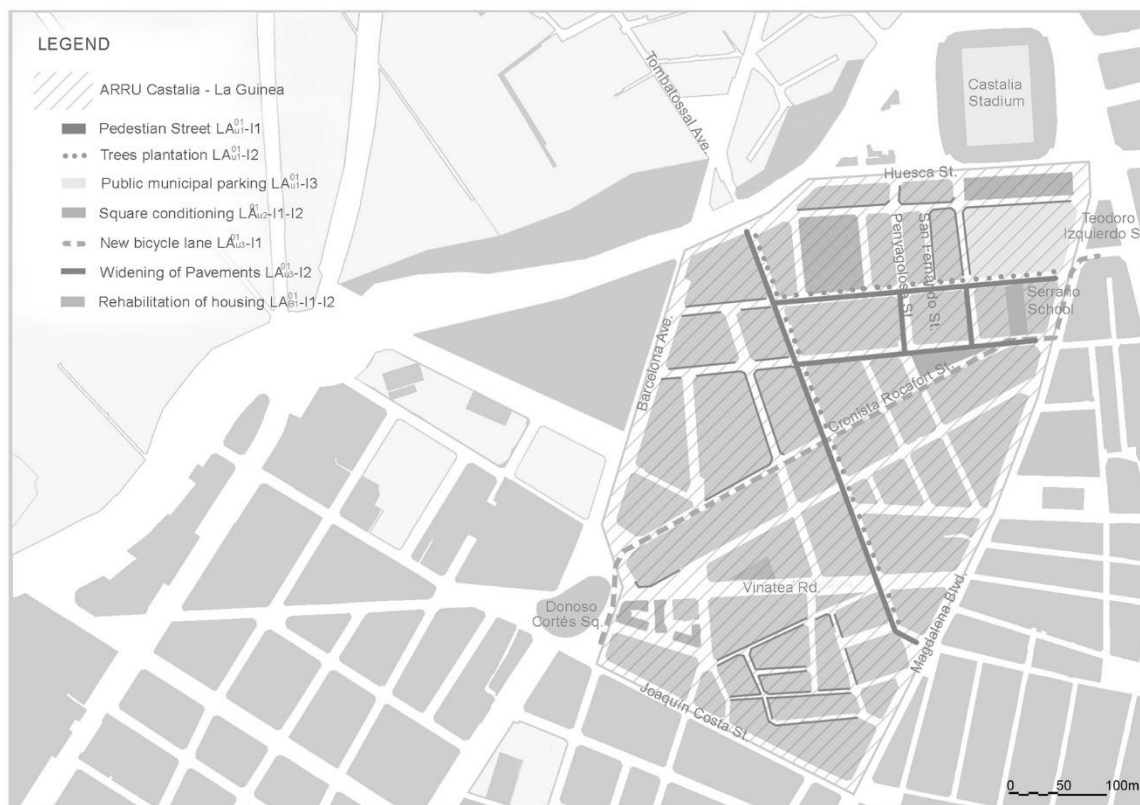 LEGEND
ARRU Castalia - La Guinea
Pedestian Street LA⁰¹ᵤ₁-I1
Trees plantation LA⁰¹ᵤ₁-I2
Public municipal parking LA⁰¹ᵤ₁-I3
Square conditioning LA⁰¹ᵤ₂-I1-I2
New bicycle lane LA⁰¹ᵤ₃-I1
Widening of Pavements LA⁰¹ᵤ₃-I2
Rehabilitation of housing LA⁰¹ʙ₁-I1-I2
Tombatossal Ave.
Castalia
Stadium
Huesca St.
Teodoro
Izquierdo S
Penyagolosa St.
San Fernando St.
Serrano
School
Barcelona Ave.
Cronista Rocafort St.
Vinatea Rd.
Donoso
Cortés Sq.
Magdalena Blvd.
Joaquín Costa St.
0 50 100m